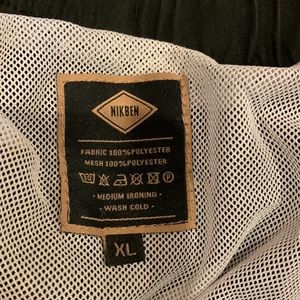 NIKBEN
FABRIC 100% POLYESTER
MESH 100% POLYESTER
· MEDIUM IRONING ·
· WASH COLD ·
XL